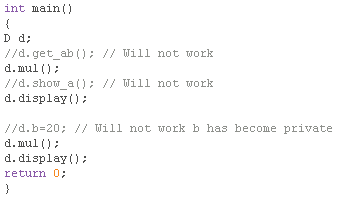 int main()
{
D d;
//d.get_ab(); // Will not work
d.mul();
//d.show_a(); // Will not work
d.display();
//d.b=20; // Will not work b has become private
d.mul();
d.display();
return 0;
}